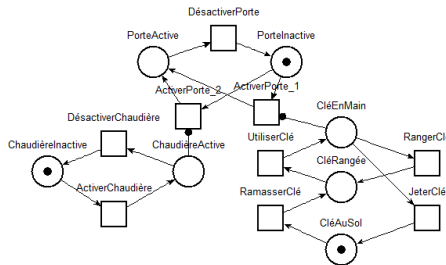 DésactiverPorte
PorteActive
PorteInactive
ActiverPorte_2
ActiverPorte_1
DésactiverChaudière
CléEnMain
UtiliserClé
RangerCl
ChaudièreInactive
ChaudièreActive
CléRangée
ActiverChaudière
RamasserClé
JeterClé
CléAuSol